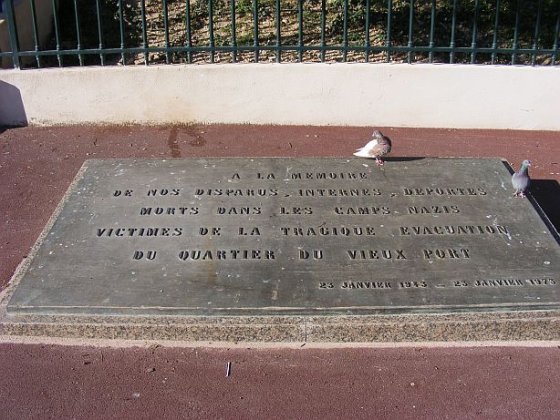 A LA MEMOIRE
DE NOS DISPARUS . INTERNES . DEPORTES
MORTS DANS LES CAMPS NAZIS
VICTIMES DE LA TRAGIQUE EVACUATION
DU QUARTIER DU VIEUX PORT
23 JANVIER 1943 _ 23 JANVIER 1973